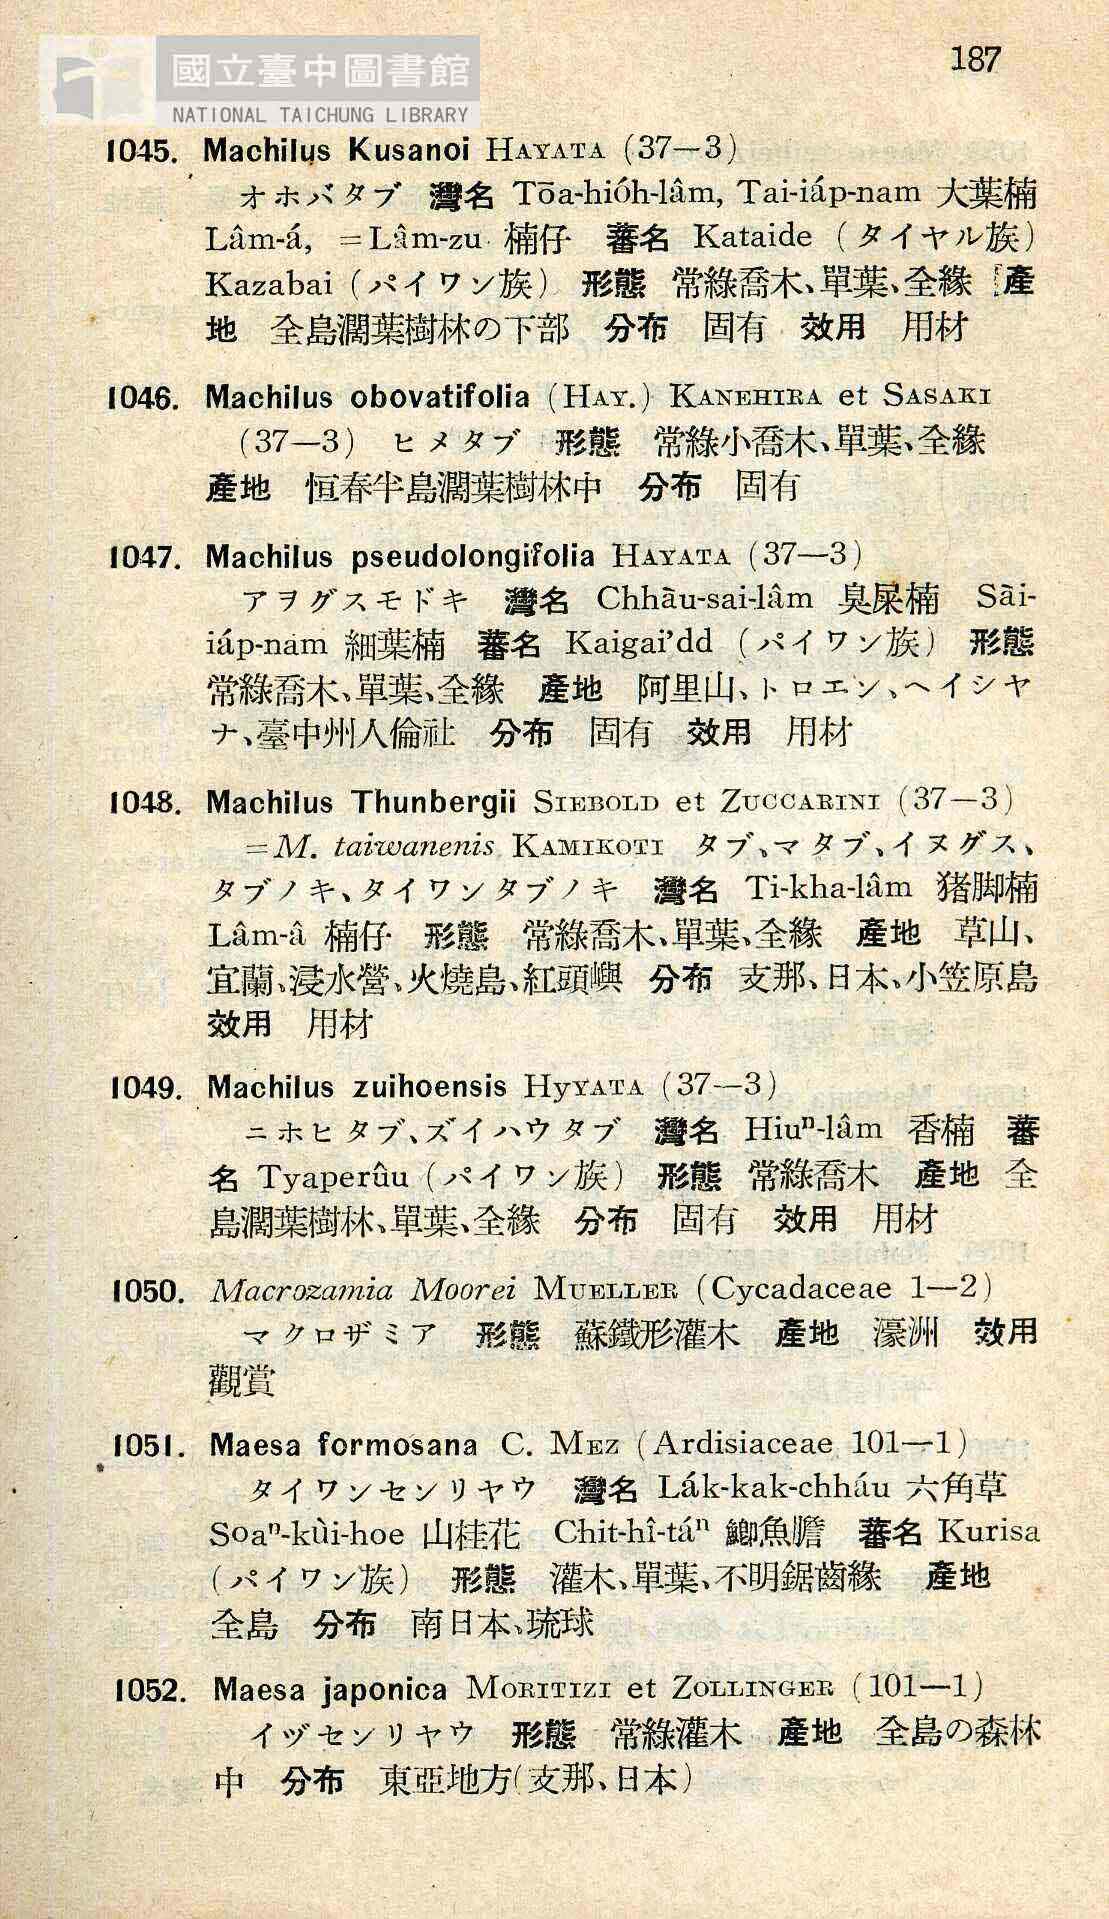 國立臺中圖書館
NATIONAL TAICHUNG LIBRARY
187
1045. Machilus Kusanoi HAYATA (37—3)
オホバタブ 灣名 Tōa-hióh-lâm, Tai-iáp-nam 大葉楠
Lâm-á, =Lâm-zu 楠仔 蕃名 Kataide (タイヤル族)
Kazabai (パイワン族) 形態 常綠喬木、單葉、全緣 產
地 全島濶葉樹林の下部 分布 固有 效用 用材
1046. Machilus obovatifolia (HAY.) KANEHIRA et SASAKI
(37—3) ヒメタブ 形態 常綠小喬木、單葉、全緣
產地 恒春半島濶葉樹林中 分布 固有
1047. Machilus pseudolongifolia HAYATA (37—3)
アヲグスモドキ 灣名 Chhāu-sai-lâm 臭屎楠 Sāi-
iáp-nam 細葉楠 蕃名 Kaigai’dd (パイワン族) 形態
常綠喬木、單葉、全緣 產地 阿里山、トロエン、ヘイシヤ
ナ、臺中州人倫社 分布 固有 效用 用材
1048. Machilus Thunbergii SIEBOLD et ZUCCARINI (37—3)
=M. taiwanenis KAMIKOTI タブ、マタブ、イヌグス、
タブノキ、タイワンタブノキ 灣名 Ti-kha-lâm 猪脚楠
Lâm-â 楠仔 形態 常綠喬木、單葉、全緣 產地 草山、
宜蘭、浸水營、火燒島、紅頭嶼 分布 支那、日本、小笠原島
效用 用材
1049. Machilus zuihoensis HyYATA (37—3)
ニホヒタブ、ズイハウタブ 灣名 Hiuⁿ-lâm 香楠 蕃
名 Tyaperûu (パイワン族) 形態 常綠喬木 產地 全
島濶葉樹林、單葉、全緣 分布 固有 效用 用材
1050. Macrozamia Moorei MUELLER (Cycadaceae 1—2)
マクロザミア 形態 蘇鐵形灌木 產地 濠洲 效用
觀賞
1051. Maesa formosana C. MEZ (Ardisiaceae 101—1)
タイワンセンリヤウ 灣名 Lák-kak-chháu 六角草
Soaⁿ-kùi-hoe 山桂花 Chit-hî-táⁿ 鯽魚膽 蕃名 Kurisa
(パイワン族) 形態 灌木、單葉、不明鋸齒緣 產地
全島 分布 南日本、琉球
1052. Maesa japonica MORITIZI et ZOLLINGER (101—1)
イヅセンリヤウ 形態 常綠灌木 產地 全島の森林
中 分布 東亞地方(支那、日本)